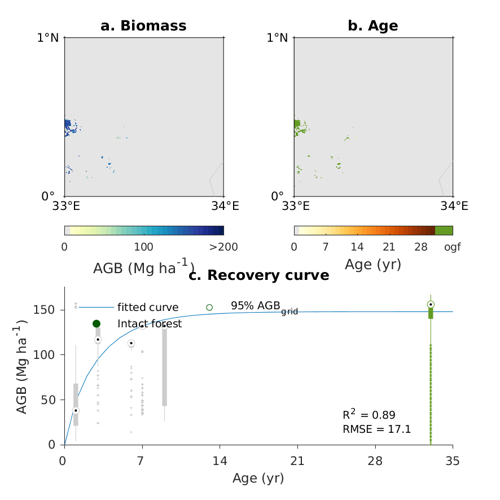 a. Biomass
b. Age
1°N
1°N
0°
0°
33°E
34°E
33°E
34°E
0
100
>200
0
7
14
21
28
ogf
AGB (Mg ha⁻¹)
Age (yr)
c. Recovery curve
fitted curve
95% AGB_grid
Intact forest
150
100
50
0
AGB (Mg ha⁻¹)
R² = 0.89
RMSE = 17.1
0
7
14
21
28
35
Age (yr)